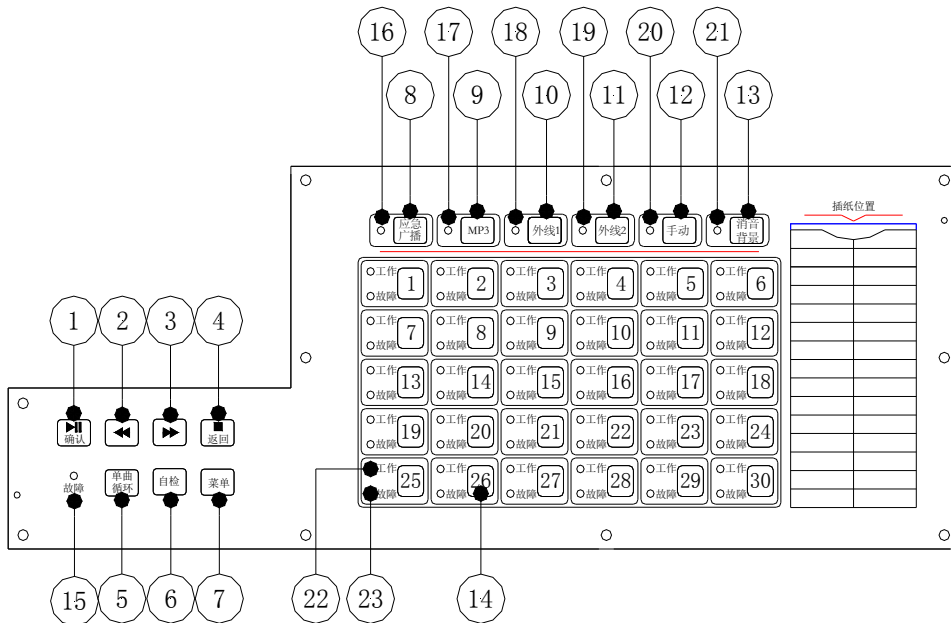 16 17 18 19 20 21
8 9 10 11 12 13
插纸位置
应急 MP3 外线1 外线2 手动 消音
广播 背景
工作 1 工作 2 工作 3 工作 4 工作 5 工作 6
故障 故障 故障 故障 故障 故障
工作 7 工作 8 工作 9 工作 10 工作 11 工作 12
故障 故障 故障 故障 故障 故障
工作 13 工作 14 工作 15 工作 16 工作 17 工作 18
故障 故障 故障 故障 故障 故障
工作 19 工作 20 工作 21 工作 22 工作 23 工作 24
故障 故障 故障 故障 故障 故障
工作 25 工作 26 工作 27 工作 28 工作 29 工作 30
故障 故障 故障 故障 故障 故障
1 2 3 4
确认 返回
故障 单曲 自检 菜单
循环
15 5 6 7 22 23 14